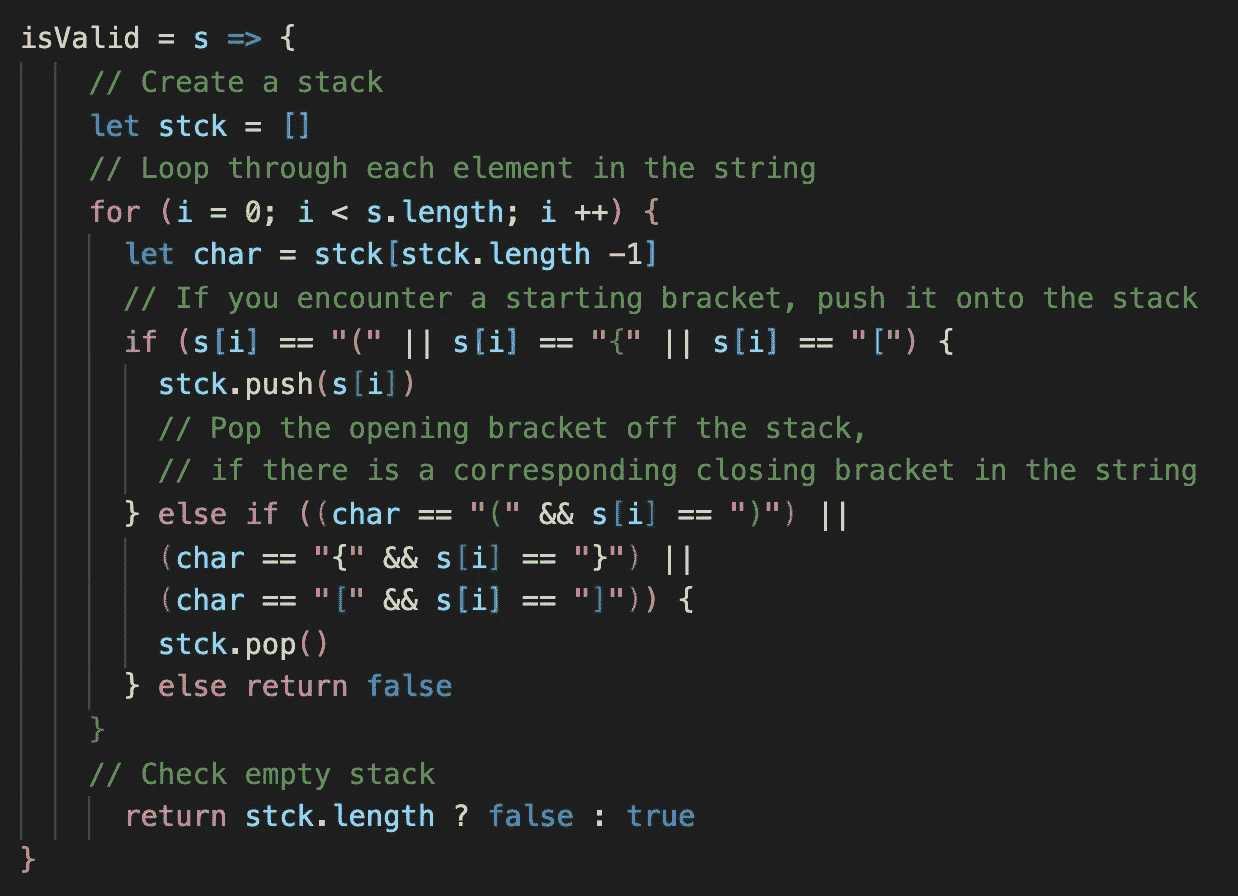 isValid = s => {
// Create a stack
let stck = []
// Loop through each element in the string
for (i = 0; i < s.length; i ++) {
let char = stck[stck.length -1]
// If you encounter a starting bracket, push it onto the stack
if (s[i] == "(" || s[i] == "{" || s[i] == "[") {
stck.push(s[i])
// Pop the opening bracket off the stack,
// if there is a corresponding closing bracket in the string
} else if ((char == "(" && s[i] == ")") ||
(char == "{" && s[i] == "}") ||
(char == "[" && s[i] == "]")) {
stck.pop()
} else return false
}
// Check empty stack
return stck.length ? false : true
}